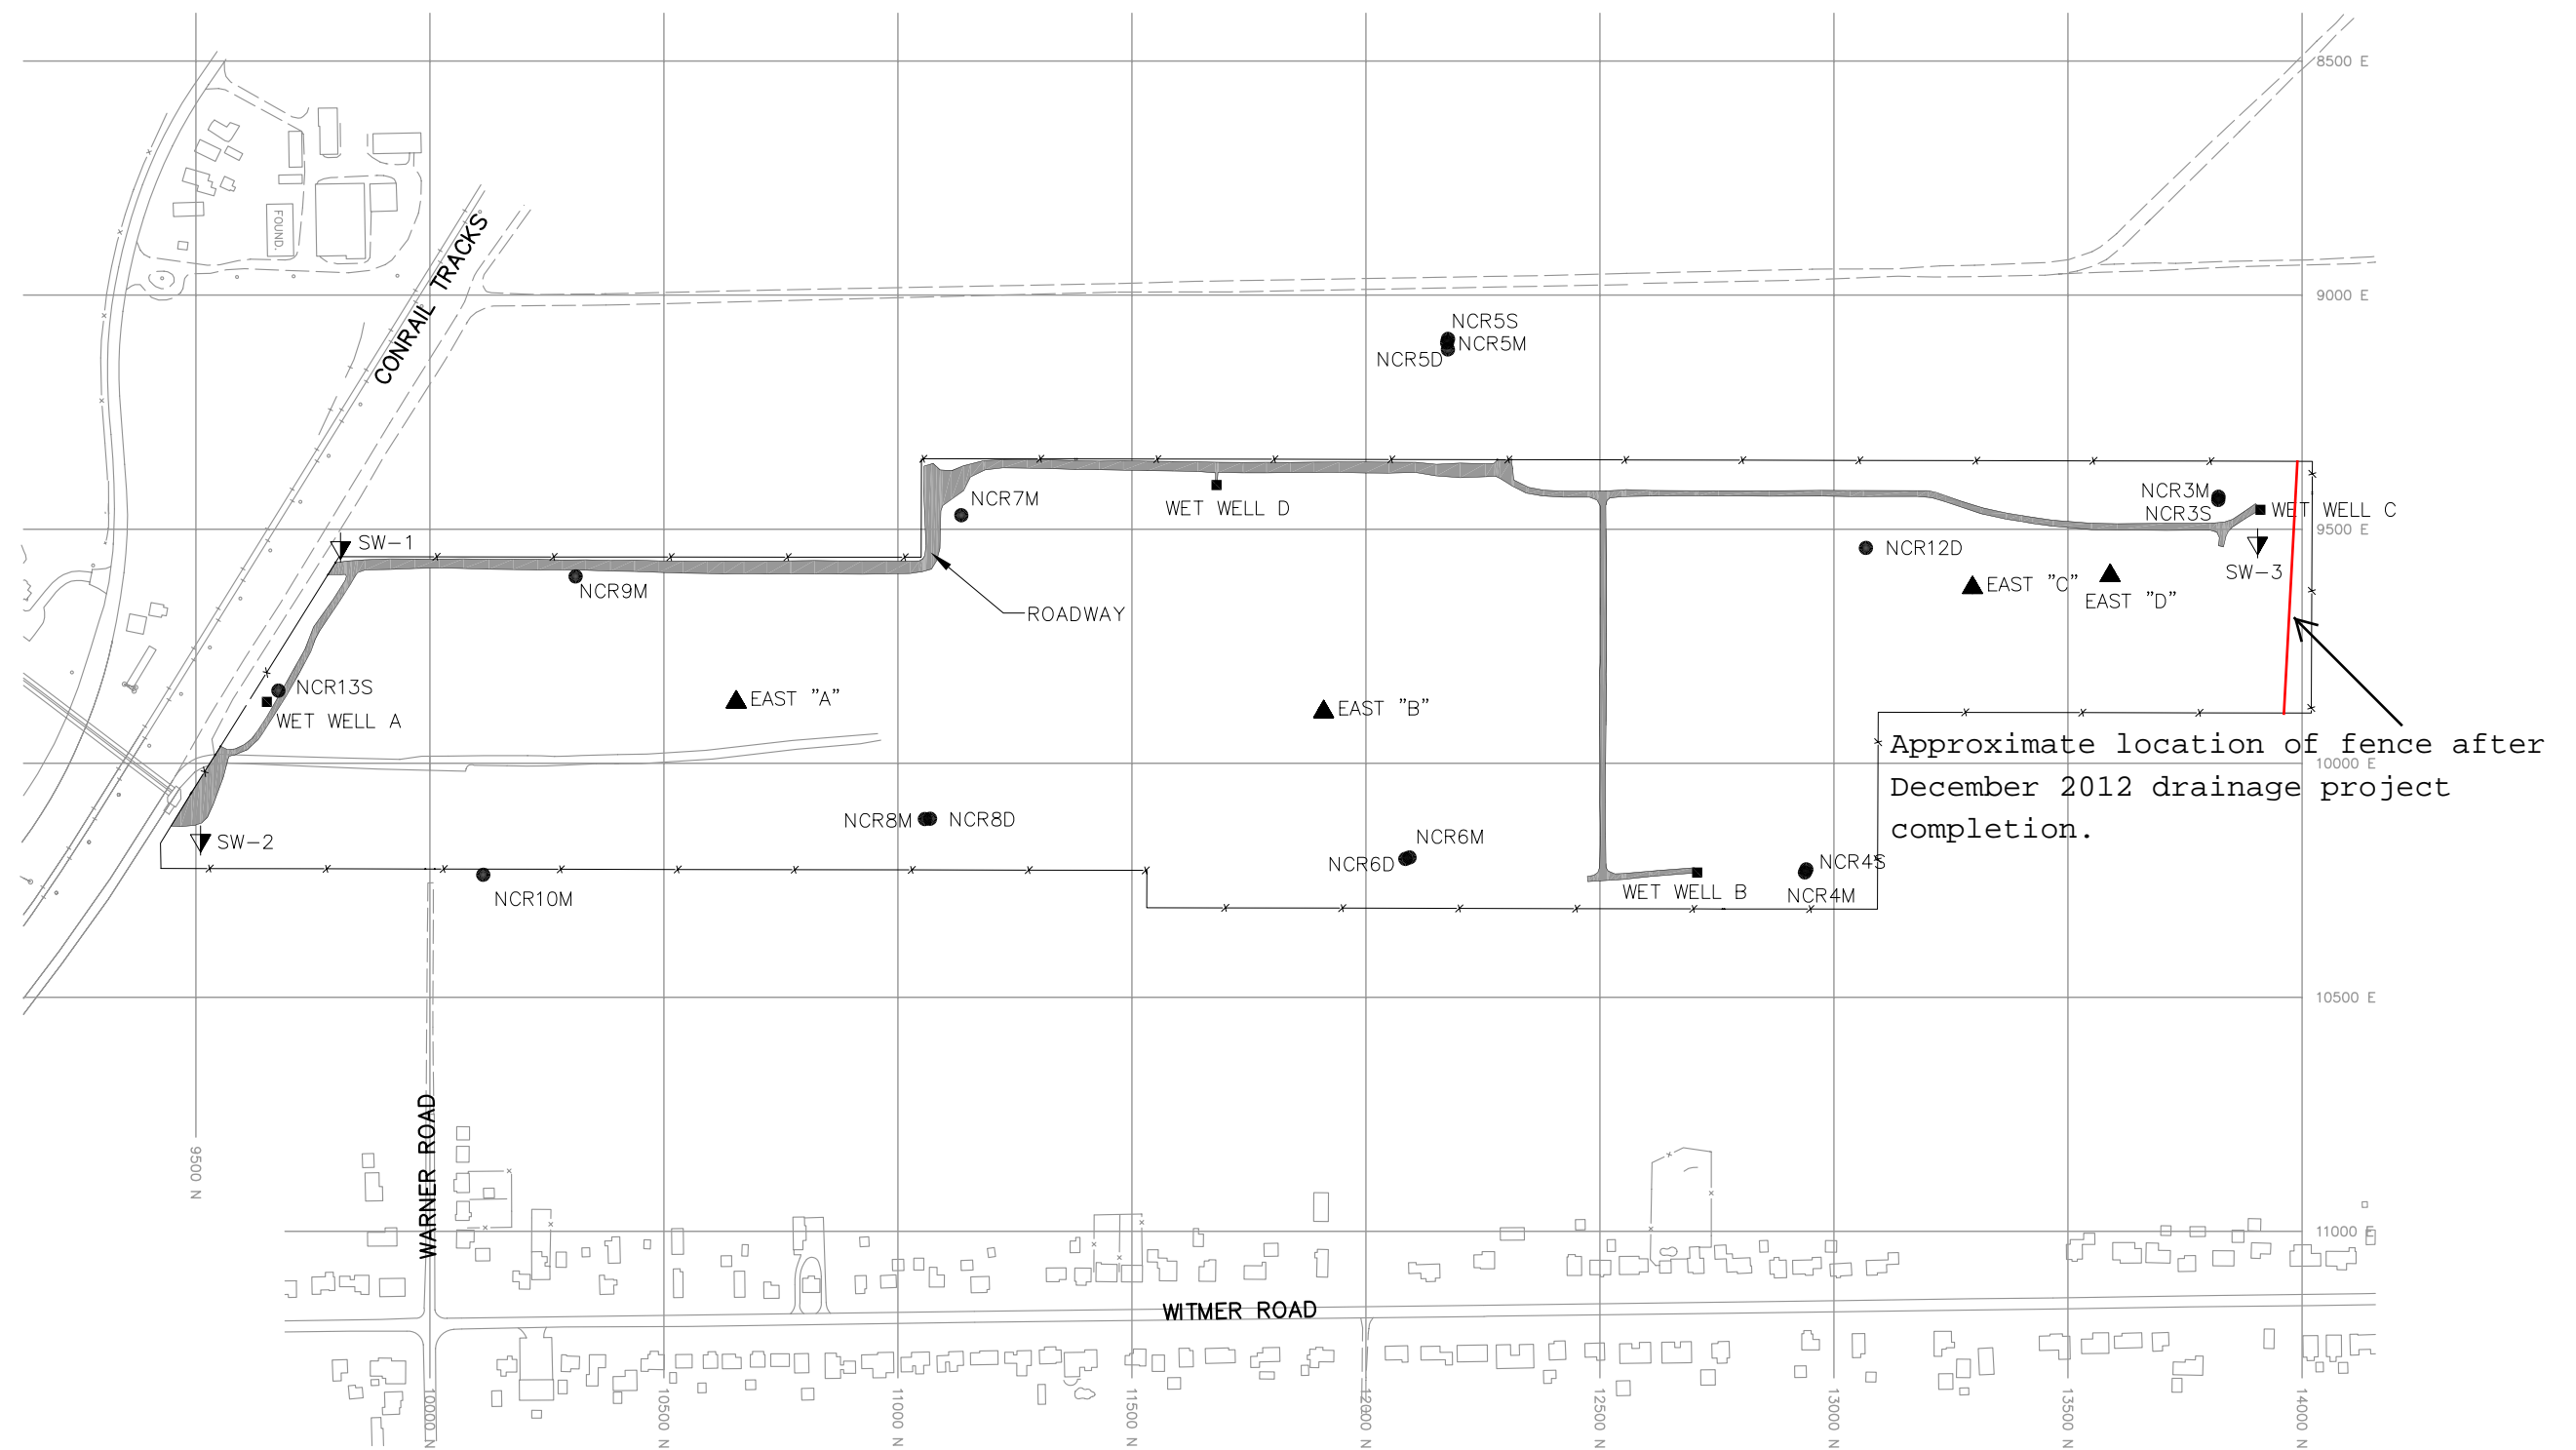 8500 E
FOUND.
CONRAIL TRACKS
9000 E
NCR5S
NCR5M
NCR5D
NCR7M
WET WELL D
NCR3M
NCR3S
WET WELL C
9500 E
SW-1
NCR12D
SW-3
NCR9M
EAST "C"
EAST "D"
ROADWAY
NCR13S
WET WELL A
EAST "A"
EAST "B"
Approximate location of fence after
10000 E
December 2012 drainage project
completion.
NCR8M
NCR8D
SW-2
NCR6M
NCR6D
NCR4S
NCR4M
WET WELL B
NCR10M
10500 E
9500 N
WARNER ROAD
11000 E
WITMER ROAD
10000 N
10500 N
11000 N
11500 N
12000 N
12500 N
13000 N
13500 N
14000 N